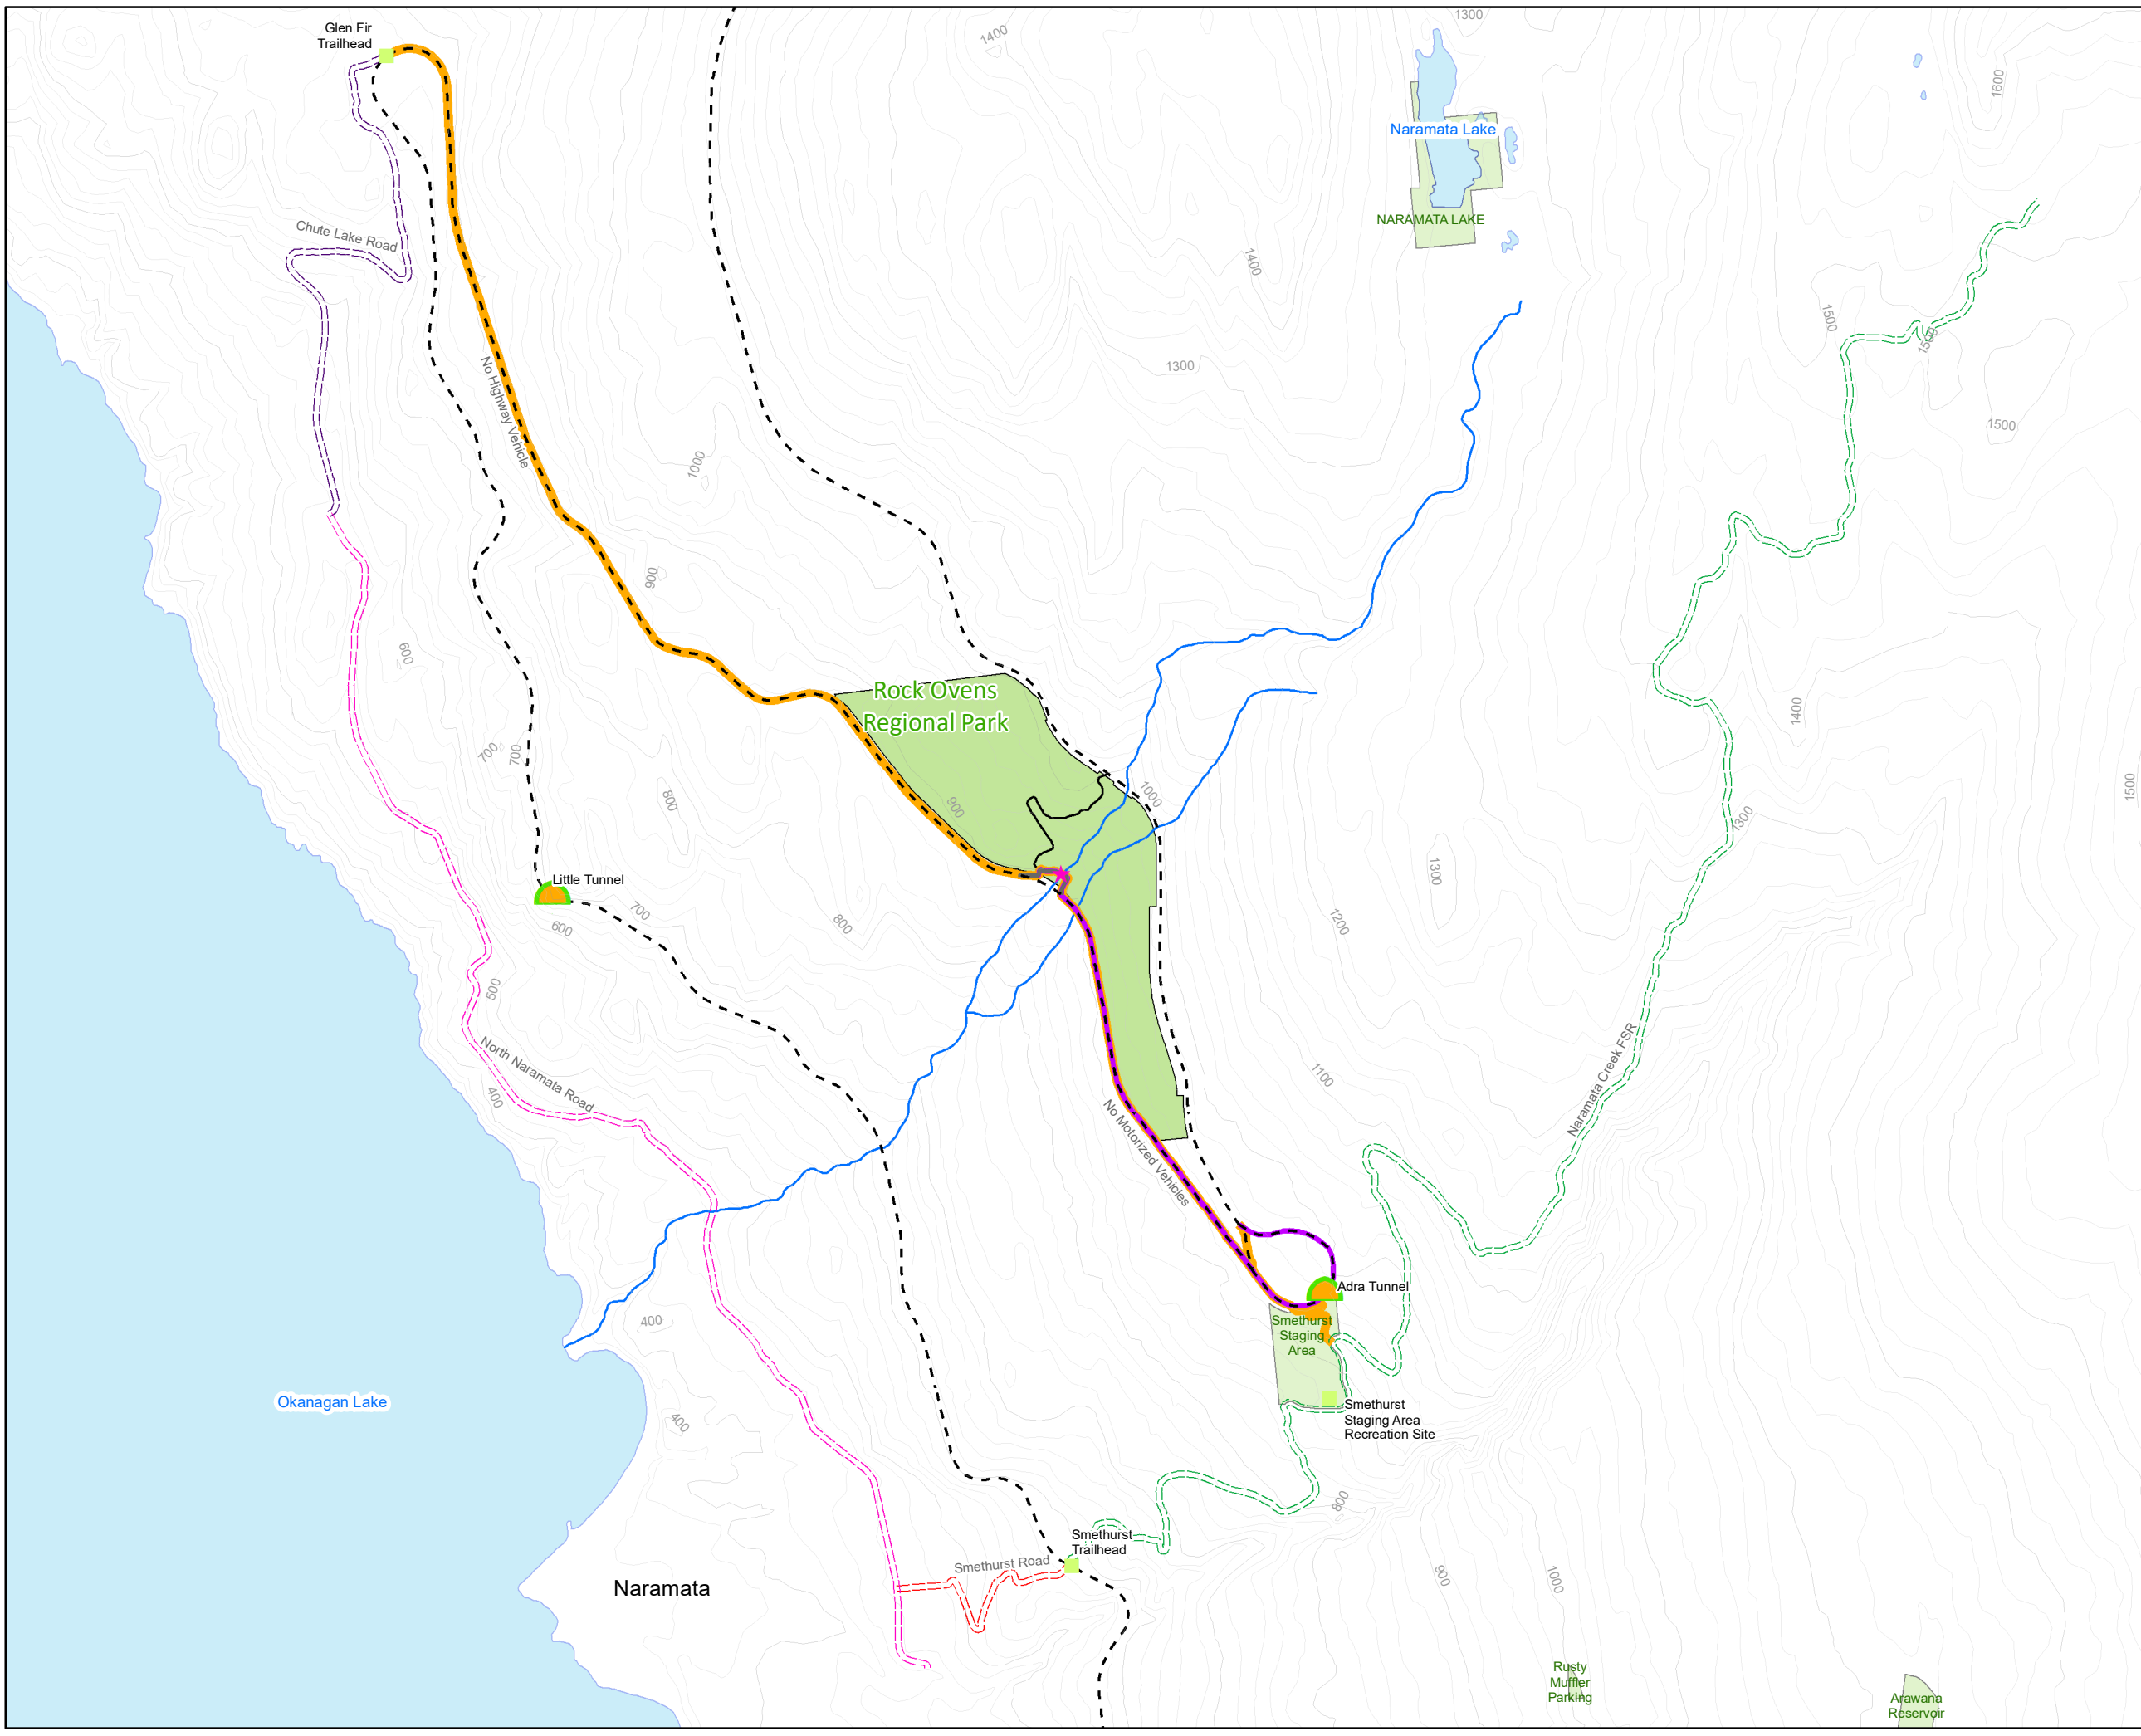 1300
Glen Fir
Trailhead
1400
1600
Naramata Lake
NARAMATA LAKE
Chute Lake Road
1400
1500
1500
No Highway Vehicle
1300
1500
1000
900
600
Rock Ovens
Regional Park
1400
700
700
1000
1500
800
900
1300
1300
Little Tunnel
700
600
800
1200
500
North Naramata Road
400
1100
Naramata Creek FSR
No Motorized Vehicles
Adra Tunnel
400
Smethurst
Staging
Area
Okanagan Lake
400
Smethurst
Staging Area
Recreation Site
800
Smethurst
Trailhead
Smethurst Road
900
1000
Naramata
Rusty
Muffler
Parking
Arawana
Reservoir